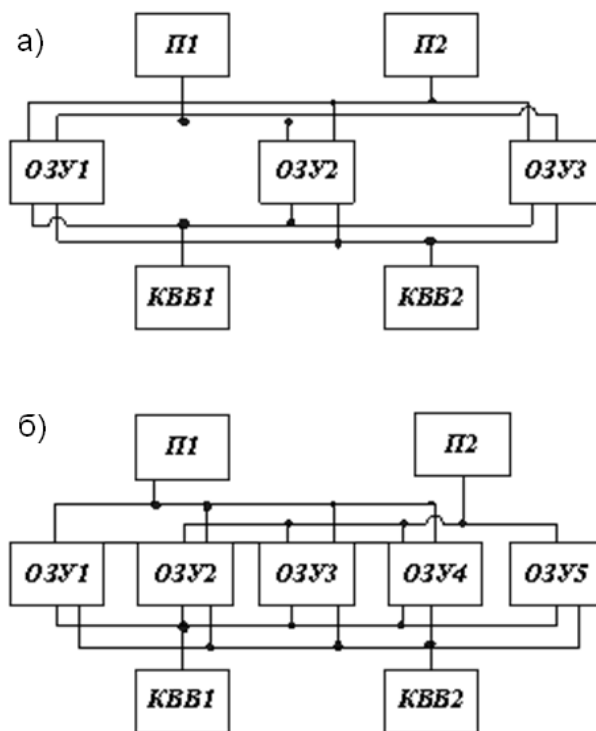 а)
П1 П2
ОЗУ1 ОЗУ2 ОЗУ3
КВВ1 КВВ2
б)
П1 П2
ОЗУ1 ОЗУ2 ОЗУ3 ОЗУ4 ОЗУ5
КВВ1 КВВ2